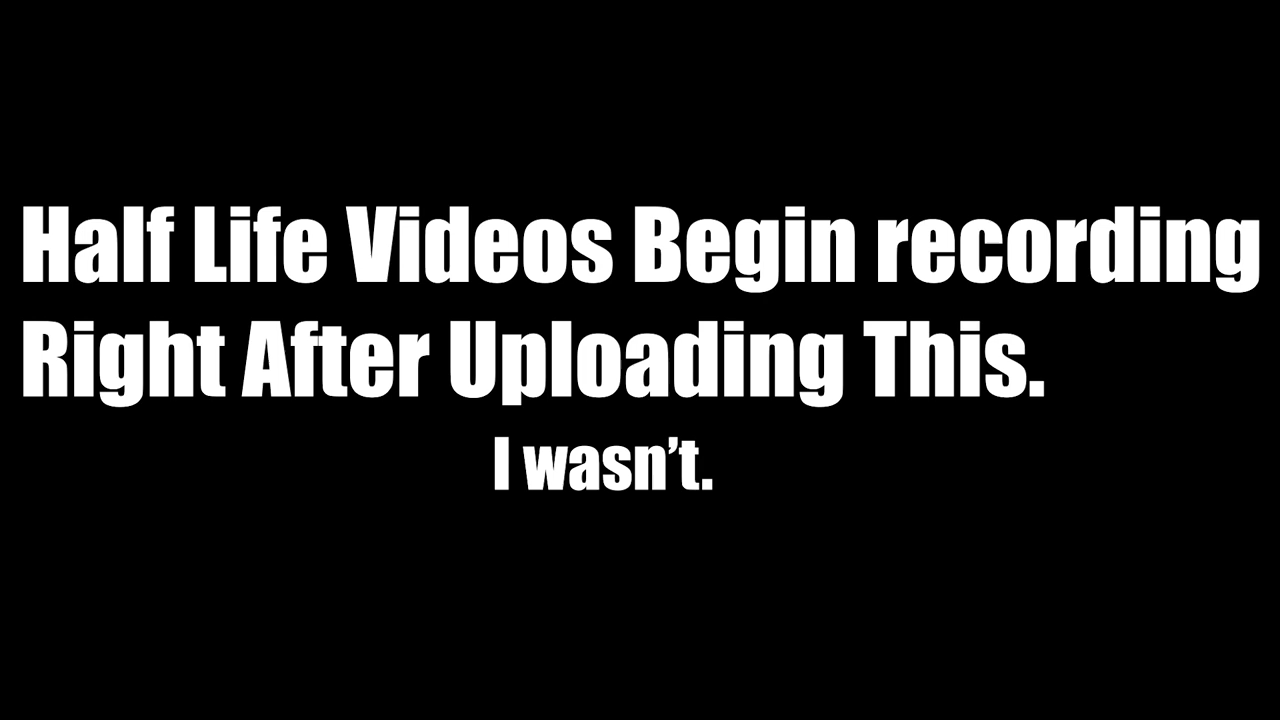 Half Life Videos Begin recording
Right After Uploading This.
I wasn’t.